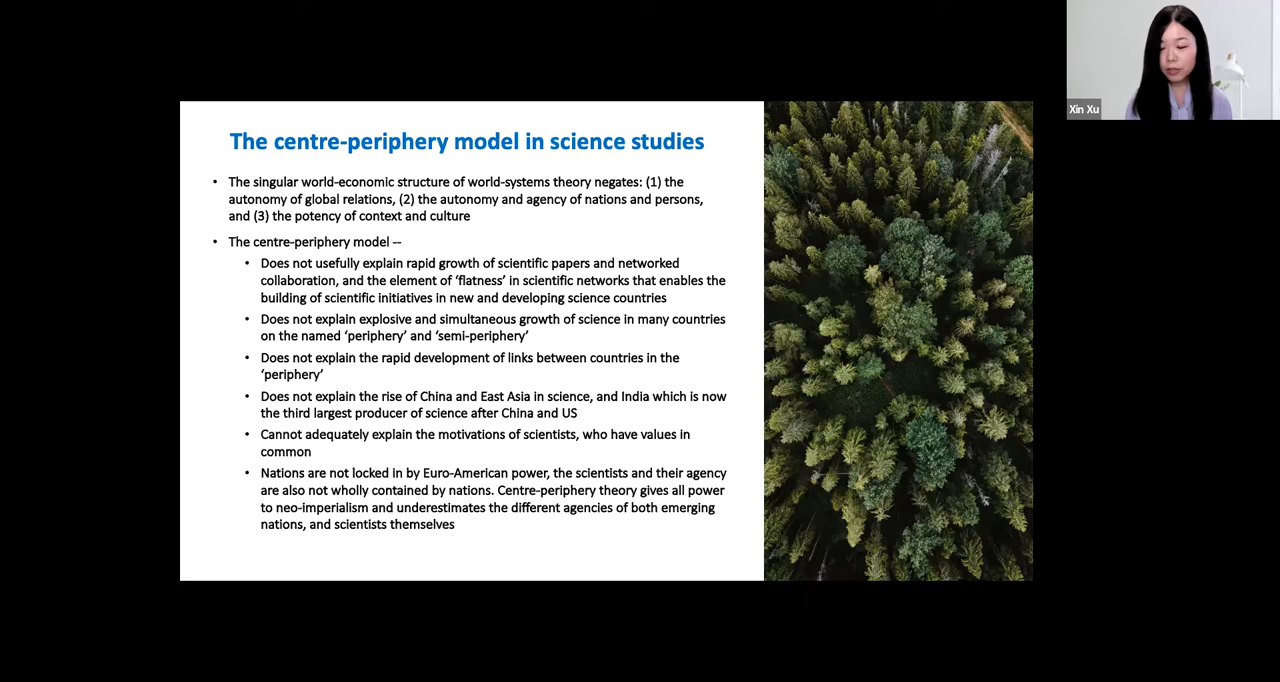 The centre-periphery model in science studies
• The singular world-economic structure of world-systems theory negates: (1) the
autonomy of global relations, (2) the autonomy and agency of nations and persons,
and (3) the potency of context and culture
• The centre-periphery model --
• Does not usefully explain rapid growth of scientific papers and networked
collaboration, and the element of ‘flatness’ in scientific networks that enables the
building of scientific initiatives in new and developing science countries
• Does not explain explosive and simultaneous growth of science in many countries
on the named ‘periphery’ and ‘semi-periphery’
• Does not explain the rapid development of links between countries in the
‘periphery’
• Does not explain the rise of China and East Asia in science, and India which is now
the third largest producer of science after China and US
• Cannot adequately explain the motivations of scientists, who have values in
common
• Nations are not locked in by Euro-American power, the scientists and their agency
are also not wholly contained by nations. Centre-periphery theory gives all power
to neo-imperialism and underestimates the different agencies of both emerging
nations, and scientists themselves
Xin Xu